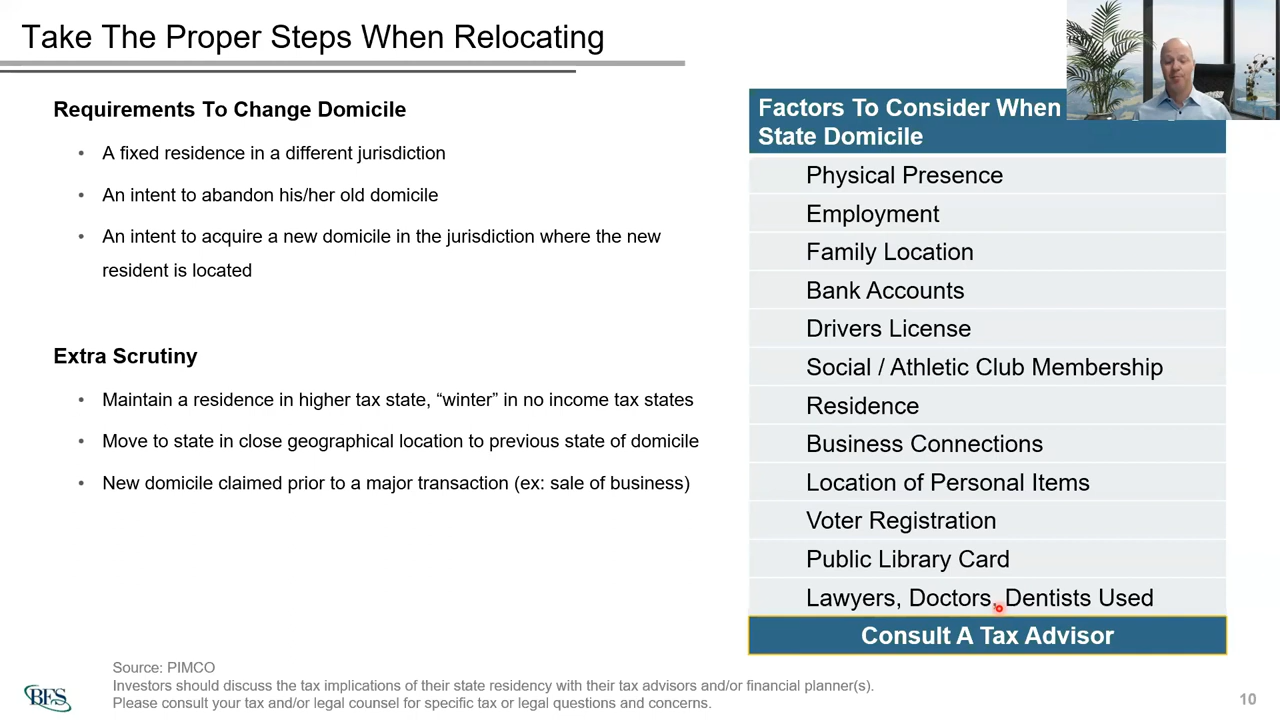 Take The Proper Steps When Relocating
Requirements To Change Domicile
• A fixed residence in a different jurisdiction
• An intent to abandon his/her old domicile
• An intent to acquire a new domicile in the jurisdiction where the new
resident is located
Extra Scrutiny
• Maintain a residence in higher tax state, “winter” in no income tax states
• Move to state in close geographical location to previous state of domicile
• New domicile claimed prior to a major transaction (ex: sale of business)
Factors To Consider When
State Domicile
Physical Presence
Employment
Family Location
Bank Accounts
Drivers License
Social / Athletic Club Membership
Residence
Business Connections
Location of Personal Items
Voter Registration
Public Library Card
Lawyers, Doctors, Dentists Used
Consult A Tax Advisor
Source: PIMCO
Investors should discuss the tax implications of their state residency with their tax advisors and/or financial planner(s).
Please consult your tax and/or legal counsel for specific tax or legal questions and concerns.
BFS
10